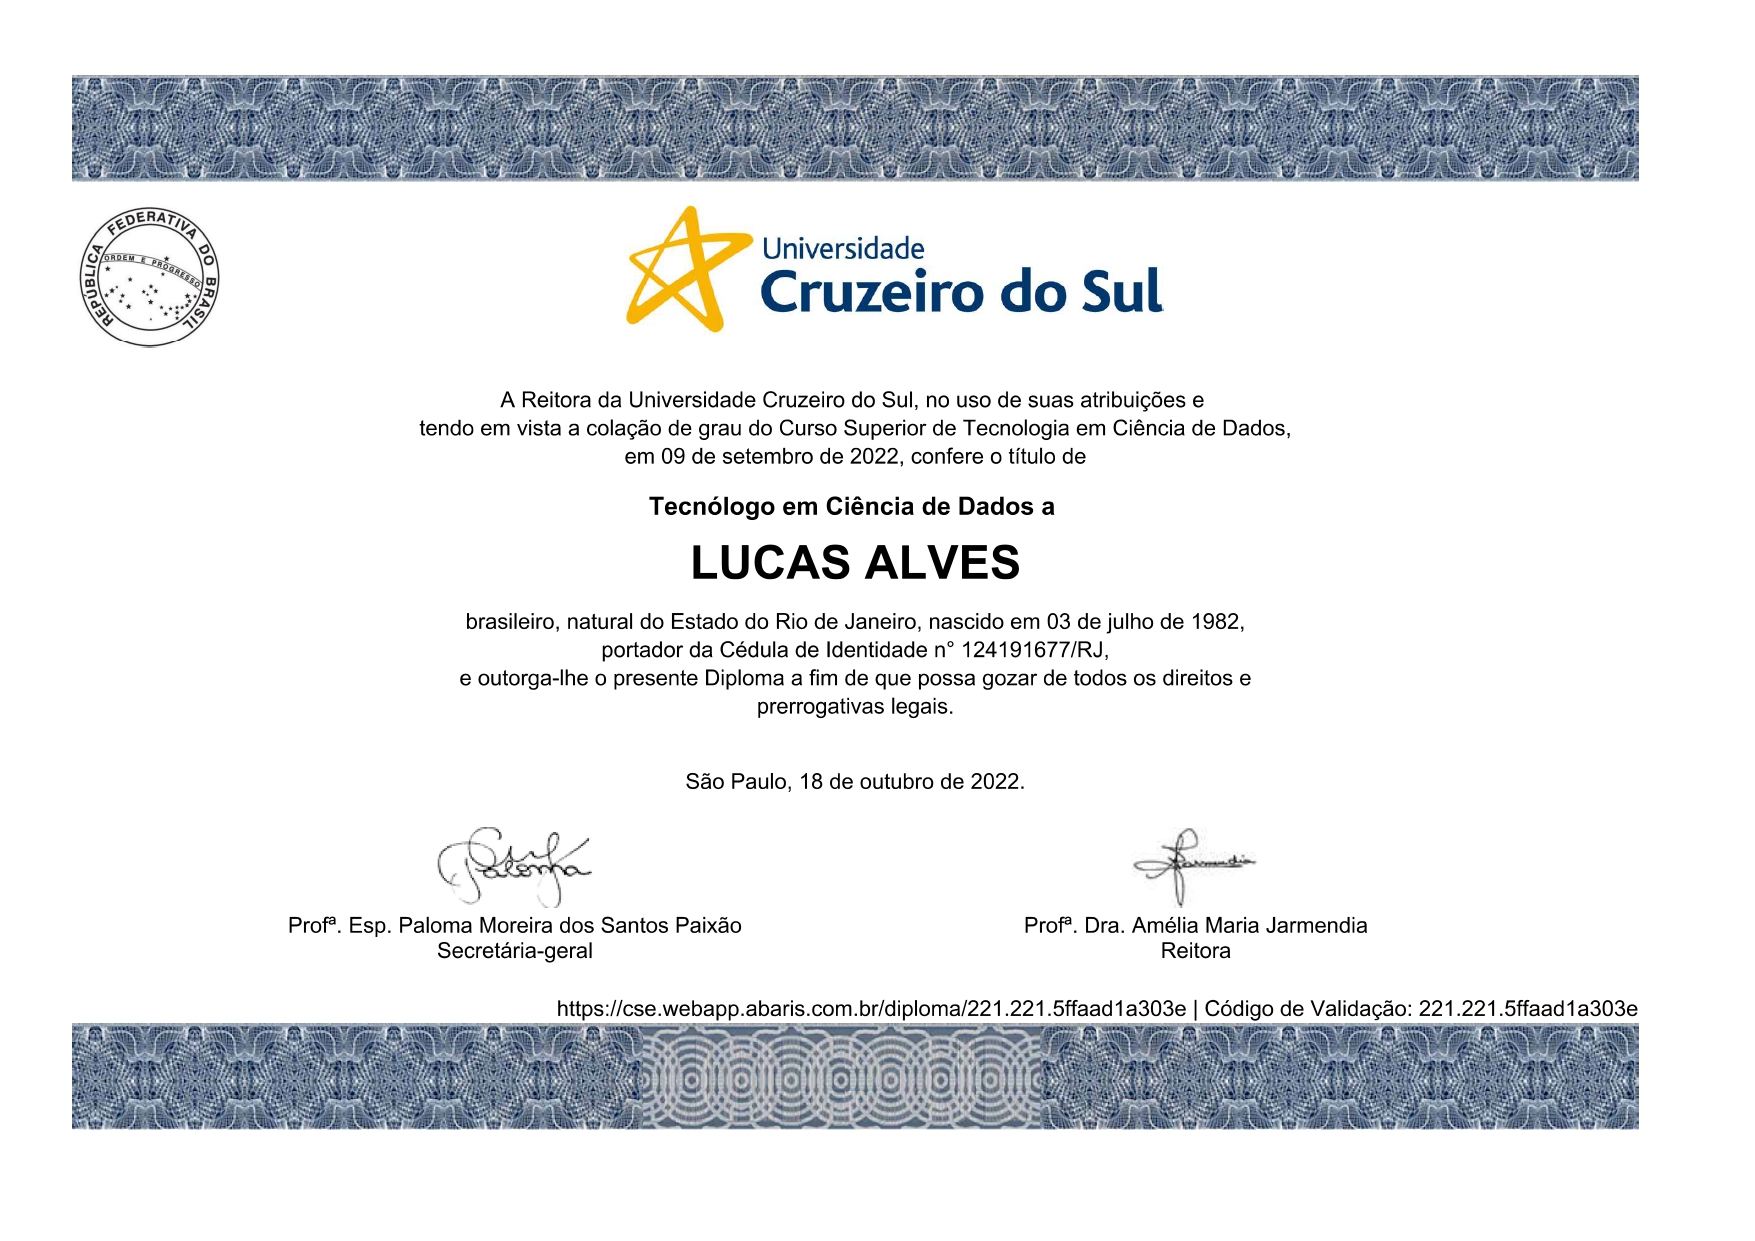 REPÚBLICA FEDERATIVA DO BRASIL
ORDEM E PROGRESSO
Universidade
Cruzeiro do Sul
A Reitora da Universidade Cruzeiro do Sul, no uso de suas atribuições e
tendo em vista a colação de grau do Curso Superior de Tecnologia em Ciência de Dados,
em 09 de setembro de 2022, confere o título de
Tecnólogo em Ciência de Dados a
LUCAS ALVES
brasileiro, natural do Estado do Rio de Janeiro, nascido em 03 de julho de 1982,
portador da Cédula de Identidade n° 124191677/RJ,
e outorga-lhe o presente Diploma a fim de que possa gozar de todos os direitos e
prerrogativas legais.
São Paulo, 18 de outubro de 2022.
Profª. Esp. Paloma Moreira dos Santos Paixão
Secretária-geral
Profª. Dra. Amélia Maria Jarmendia
Reitora
https://cse.webapp.abaris.com.br/diploma/221.221.5ffaad1a303e | Código de Validação: 221.221.5ffaad1a303e